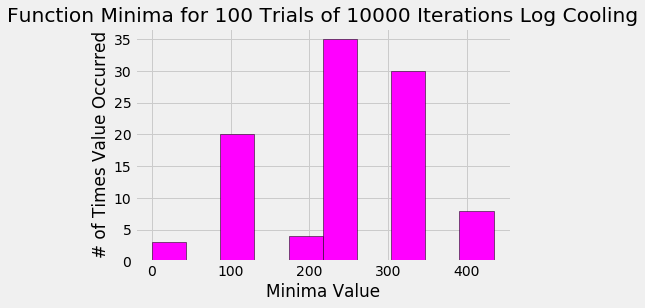 Function Minima for 100 Trials of 10000 Iterations Log Cooling
# of Times Value Occurred
35
30
25
20
15
10
5
0
0 100 200 300 400
Minima Value